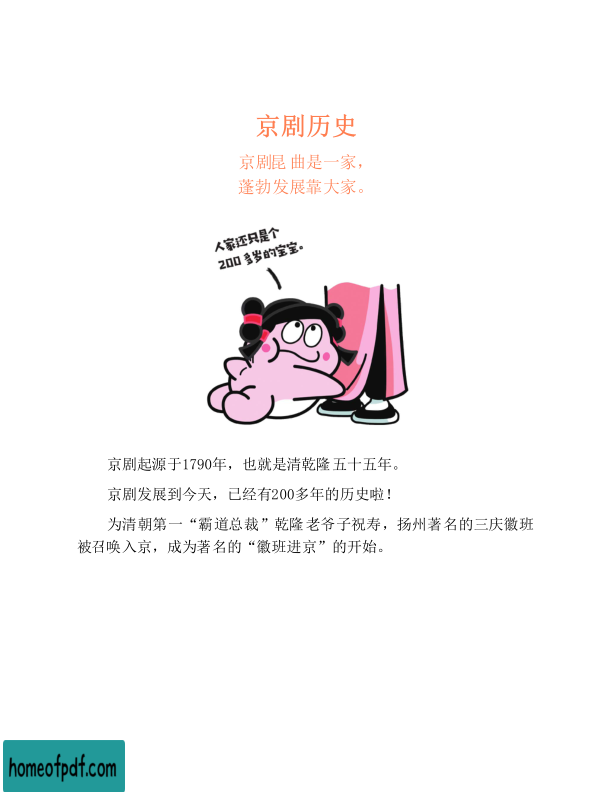 京剧历史
京剧昆曲是一家，
蓬勃发展靠大家。
人家还只是个
200 多岁的宝宝。
京剧起源于1790年，也就是清乾隆五十五年。
京剧发展到今天，已经有200多年的历史啦！
为清朝第一“霸道总裁”乾隆老爷子祝寿，扬州著名的三庆徽班
被召唤入京，成为著名的“徽班进京”的开始。
homeofpdf.com